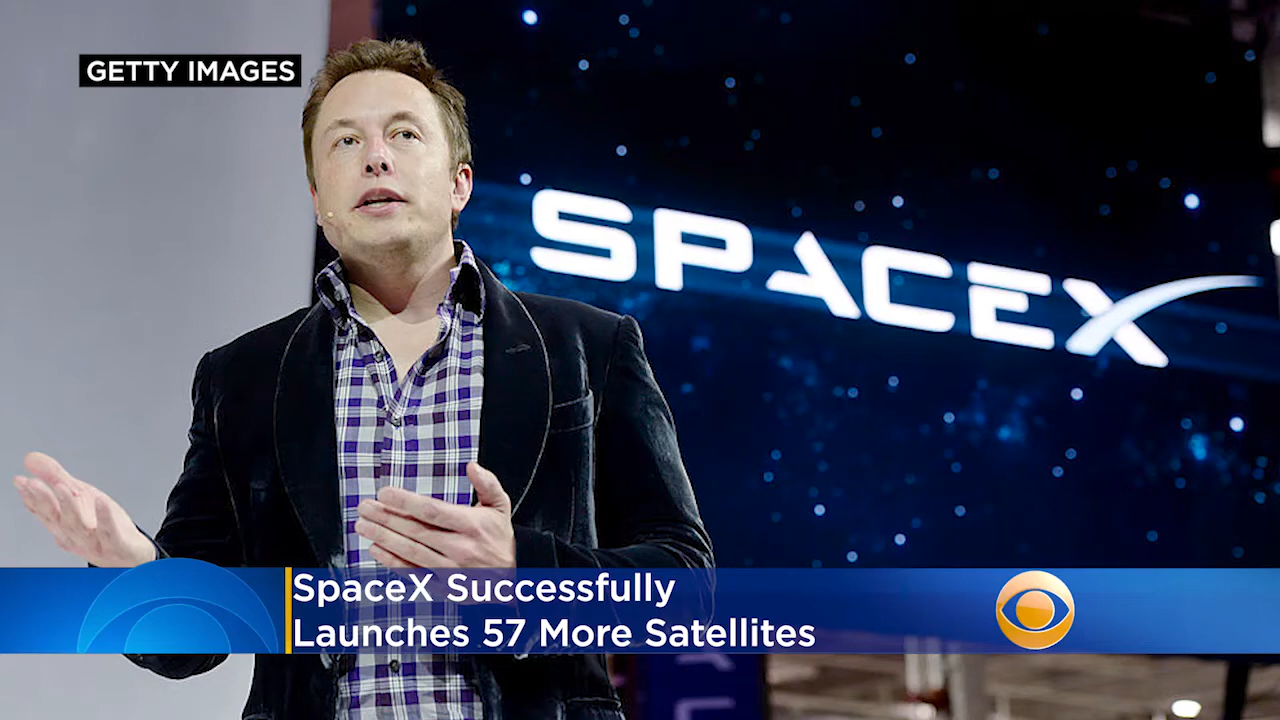 GETTY IMAGES
SPACEX
SpaceX Successfully
Launches 57 More Satellites